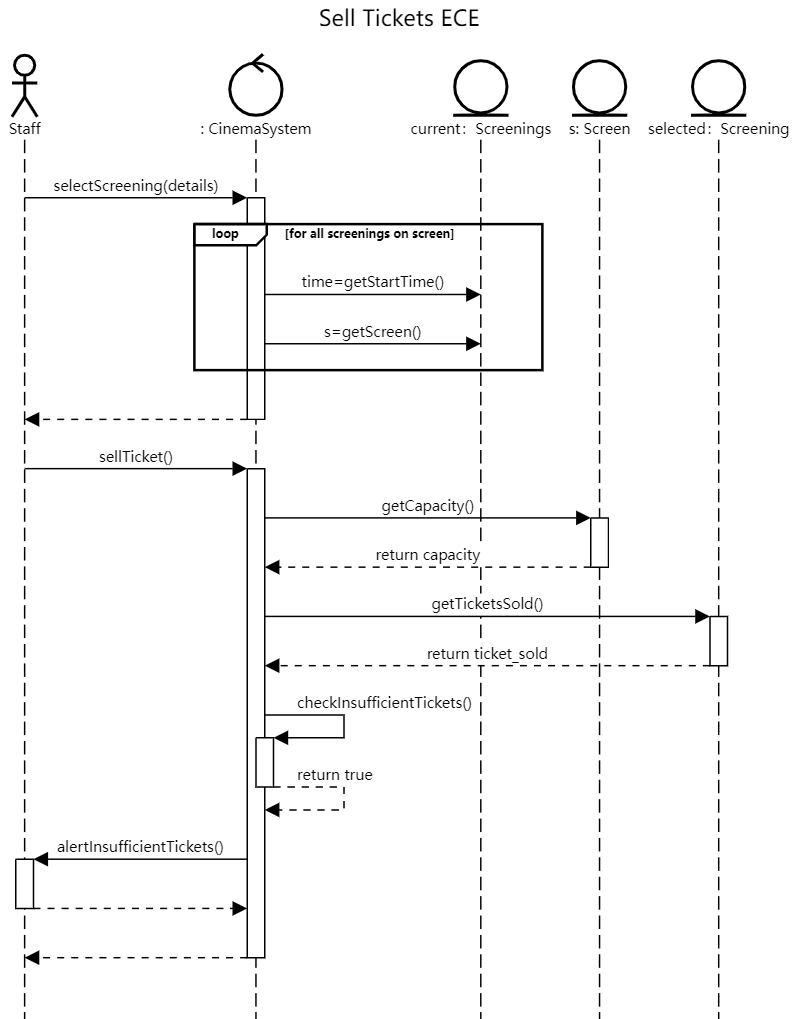 Sell Tickets ECE
Staff
: CinemaSystem
current: Screenings
s: Screen
selected: Screening
selectScreening(details)
loop
[for all screenings on screen]
time=getStartTime()
s=getScreen()
sellTicket()
getCapacity()
return capacity
getTicketsSold()
return ticket_sold
checkInsufficientTickets()
return true
alertInsufficientTickets()